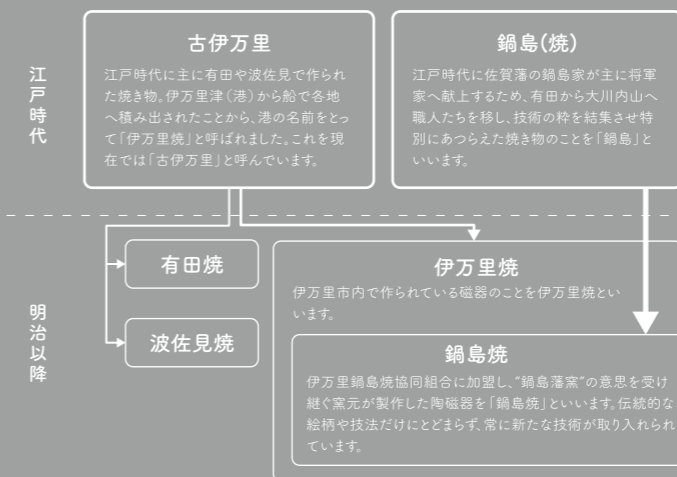 江戸時代
古伊万里
江戸時代に主に有田や波佐見で作られ
た焼き物。伊万里津(港)から船で各地
へ積み出されたことから、港の名前をとっ
て「伊万里焼」と呼ばれました。これを現
在では「古伊万里」と呼んでいます。
鍋島(焼)
江戸時代に佐賀藩の鍋島家が主に将軍
家へ献上するため、有田から大川内山へ
職人たちを移し、技術の粋を結集させ特
別にあつらえた焼き物のことを「鍋島」と
いいます。
明治以降
有田焼
波佐見焼
伊万里焼
伊万里市内で作られている磁器のことを伊万里焼とい
います。
鍋島焼
伊万里鍋島焼協同組合に加盟し、“鍋島藩窯”の意思を受け
継ぐ窯元が製作した陶磁器を「鍋島焼」といいます。伝統的な
絵柄や技法だけにとどまらず、常に新たな技術が取り入れられ
ています。